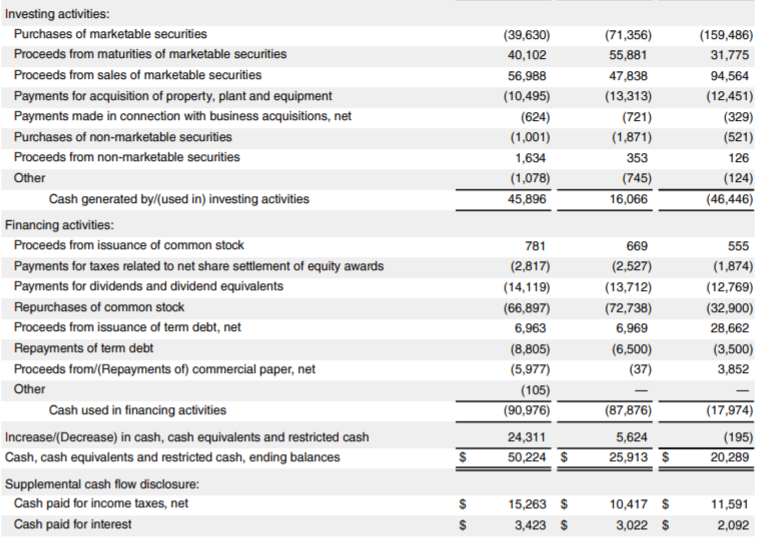 Investing activities:
Purchases of marketable securities (39,630) (71,356) (159,486)
Proceeds from maturities of marketable securities 40,102 55,881 31,775
Proceeds from sales of marketable securities 56,988 47,838 94,564
Payments for acquisition of property, plant and equipment (10,495) (13,313) (12,451)
Payments made in connection with business acquisitions, net (624) (721) (329)
Purchases of non-marketable securities (1,001) (1,871) (521)
Proceeds from non-marketable securities 1,634 353 126
Other (1,078) (745) (124)
Cash generated by/(used in) investing activities 45,896 16,066 (46,446)
Financing activities:
Proceeds from issuance of common stock 781 669 555
Payments for taxes related to net share settlement of equity awards (2,817) (2,527) (1,874)
Payments for dividends and dividend equivalents (14,119) (13,712) (12,769)
Repurchases of common stock (66,897) (72,738) (32,900)
Proceeds from issuance of term debt, net 6,963 6,969 28,662
Repayments of term debt (8,805) (6,500) (3,500)
Proceeds from/(Repayments of) commercial paper, net (5,977) (37) 3,852
Other (105) — —
Cash used in financing activities (90,976) (87,876) (17,974)
Increase/(Decrease) in cash, cash equivalents and restricted cash 24,311 5,624 (195)
Cash, cash equivalents and restricted cash, ending balances $ 50,224 $ 25,913 $ 20,289
Supplemental cash flow disclosure:
Cash paid for income taxes, net $ 15,263 $ 10,417 $ 11,591
Cash paid for interest $ 3,423 $ 3,022 $ 2,092